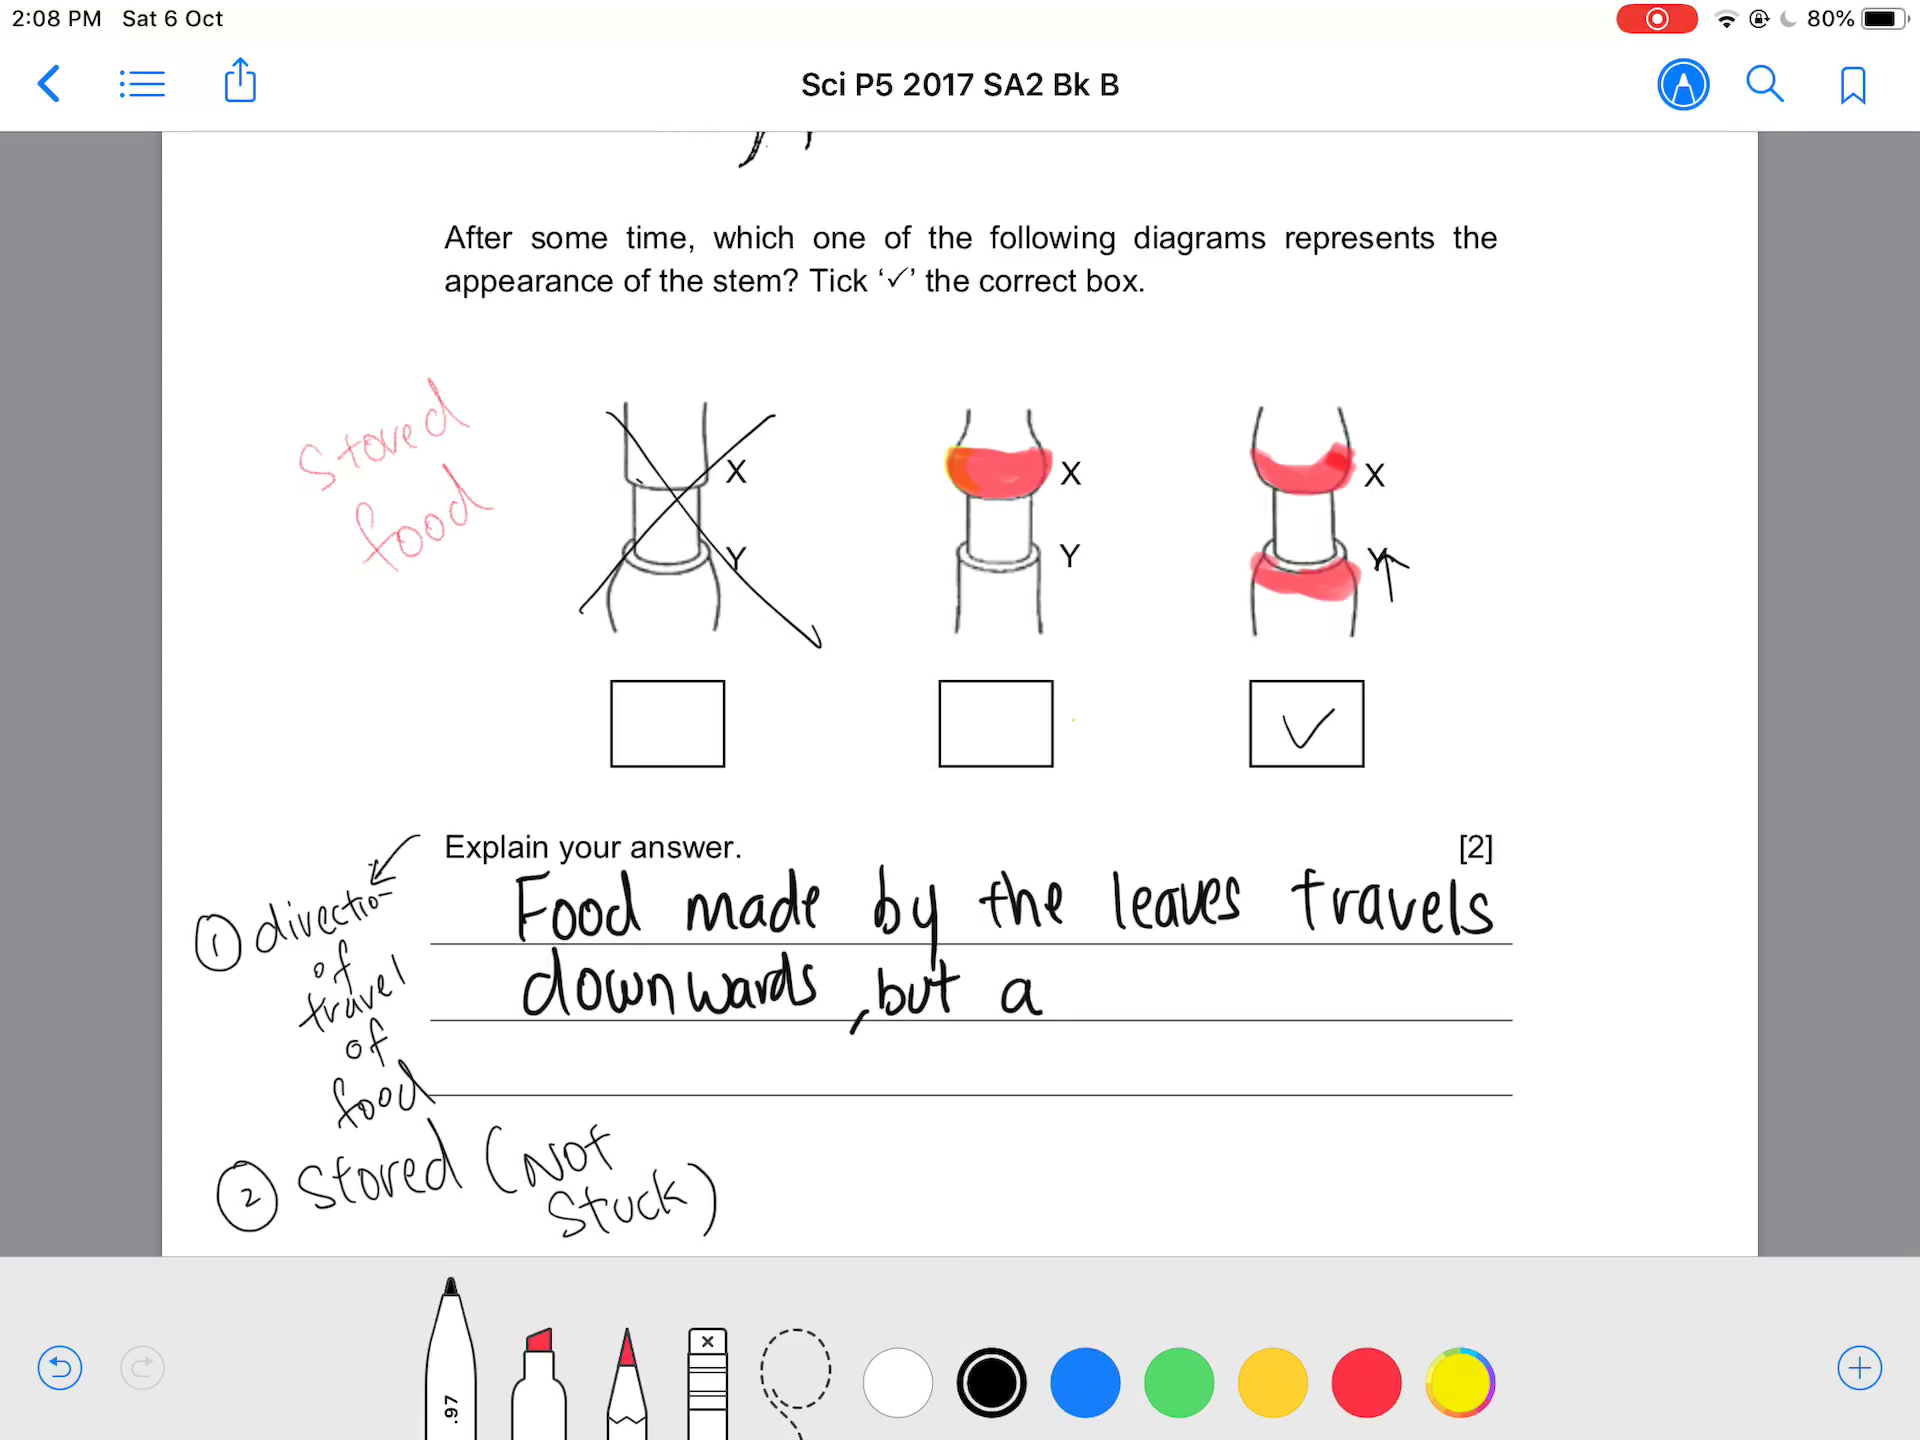 2:08 PM Sat 6 Oct
80%
Sci P5 2017 SA2 Bk B
After some time, which one of the following diagrams represents the
appearance of the stem? Tick ‘✓’ the correct box.
stored
food
X
Y
X
Y
X
Y
✓
Explain your answer. [2]
Food made by the leaves travels
downwards, but a
① direction
of
travel
of
food
② stored (NOT
stuck)
.97